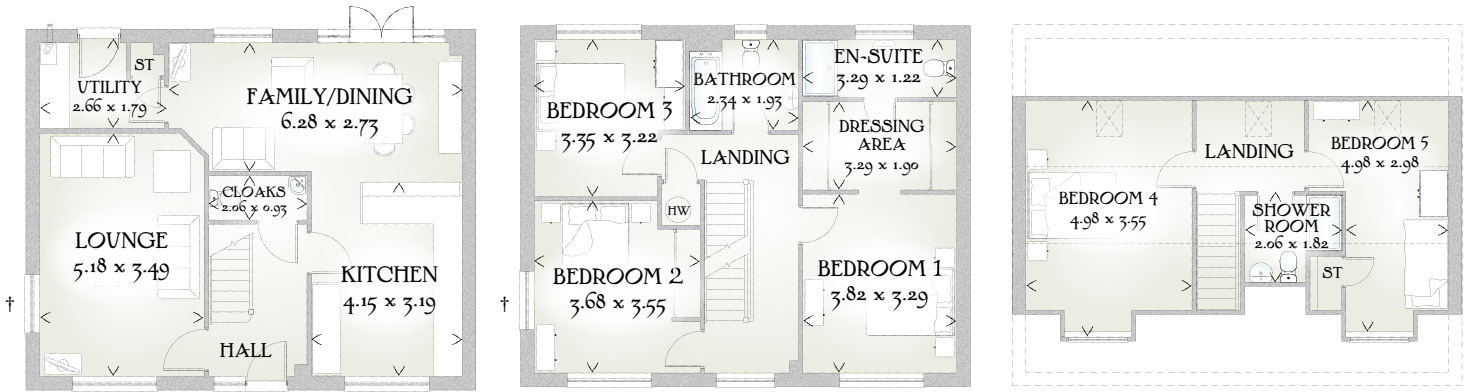 UTILITY
2.66 x 1.79
ST
FAMILY/DINING
6.28 x 2.73
CLOAKS
2.06 x 0.93
LOUNGE
5.18 x 3.49
KITCHEN
4.15 x 3.19
HALL
†
BEDROOM 3
3.35 x 3.22
BATHROOM
2.34 x 1.93
EN-SUITE
3.29 x 1.22
DRESSING
AREA
3.29 x 1.90
LANDING
HW
BEDROOM 2
3.68 x 3.55
BEDROOM 1
3.82 x 3.29
†
LANDING
BEDROOM 5
4.98 x 2.98
BEDROOM 4
4.98 x 3.55
SHOWER
ROOM
2.06 x 1.82
ST